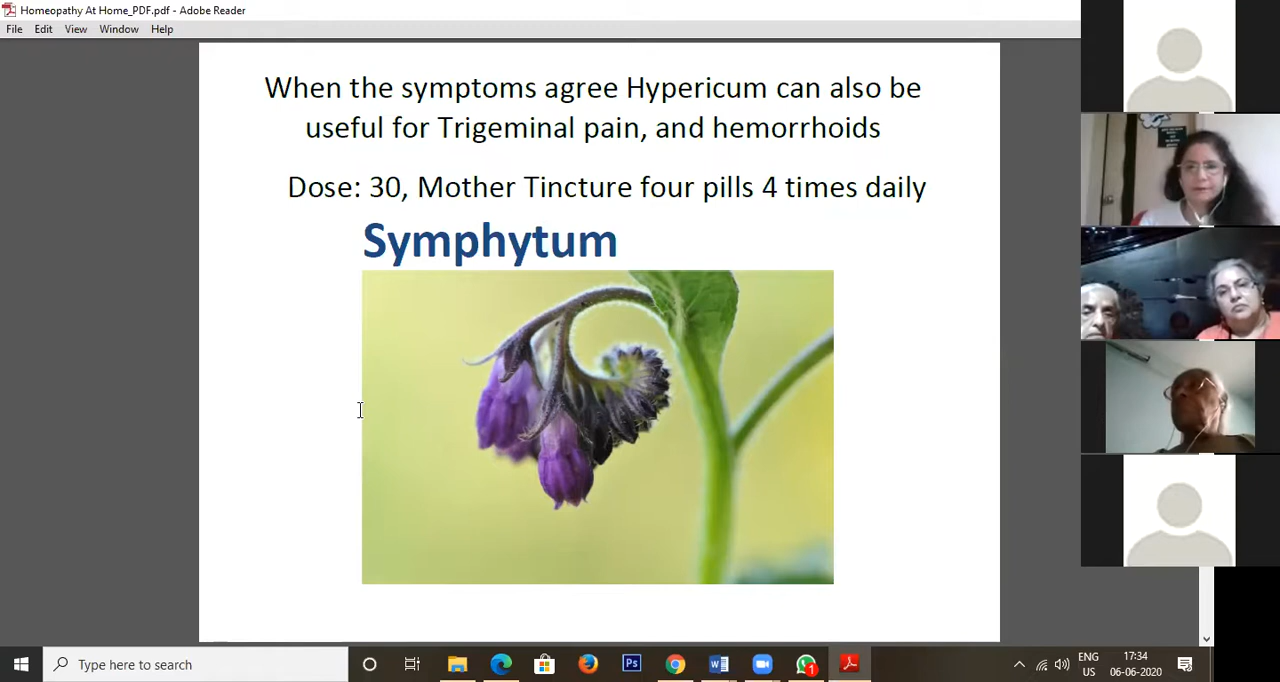 Homeopathy At Home_PDF.pdf - Adobe Reader
File Edit View Window Help
When the symptoms agree Hypericum can also be
useful for Trigeminal pain, and hemorrhoids
Dose: 30, Mother Tincture four pills 4 times daily
Symphytum
Type here to search
Ps
W
1
ENG
US
17:34
06-06-2020